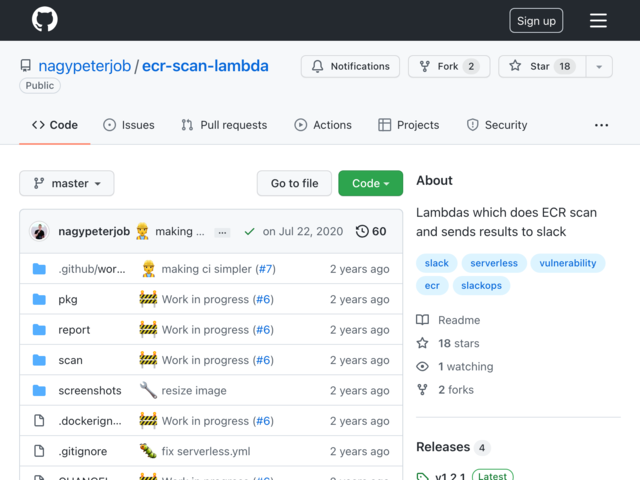 Sign up
nagypeterjob / ecr-scan-lambda
Public
Notifications
Fork 2
Star 18
Code
Issues
Pull requests
Actions
Projects
Security
...
master
Go to file
Code
nagypeterjob making ... ... on Jul 22, 2020 60
.github/wor... making ci simpler (#7) 2 years ago
pkg Work in progress (#6) 2 years ago
report Work in progress (#6) 2 years ago
scan Work in progress (#6) 2 years ago
screenshots resize image 2 years ago
.dockerign... Work in progress (#6) 2 years ago
.gitignore fix serverless.yml 2 years ago
About
Lambdas which does ECR scan
and sends results to slack
slack serverless vulnerability
ecr slackops
Readme
18 stars
1 watching
2 forks
Releases 4
v1.2.1 Latest